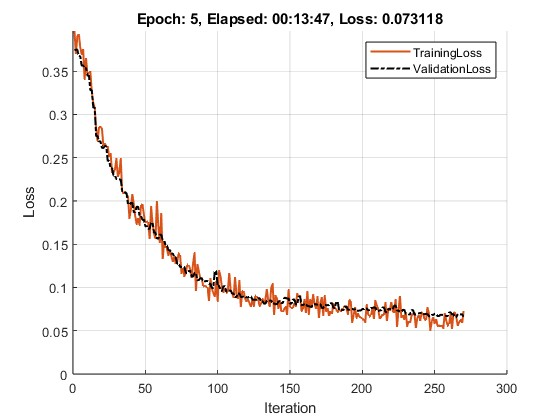 Epoch: 5, Elapsed: 00:13:47, Loss: 0.073118
TrainingLoss
ValidationLoss
0.35
0.3
0.25
0.2
0.15
0.1
0.05
0
Loss
0 50 100 150 200 250 300
Iteration